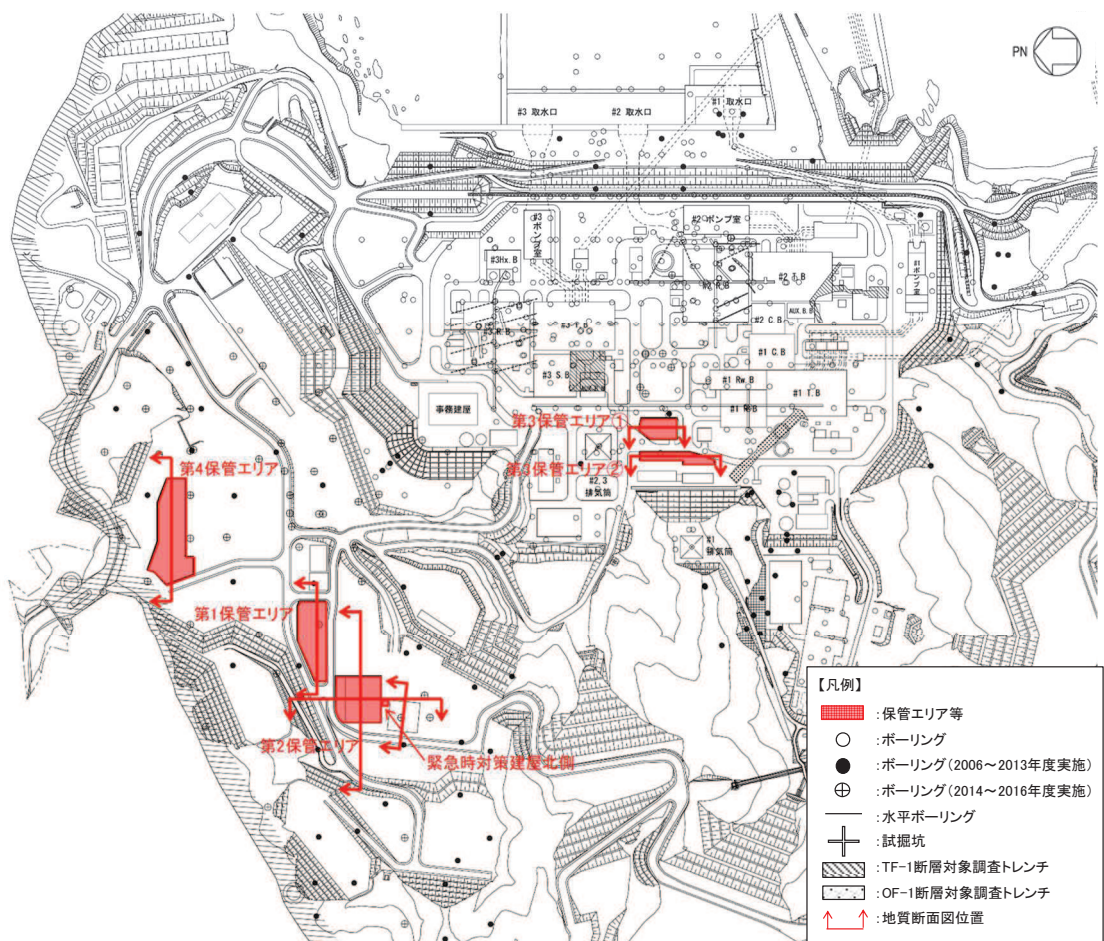 PN
#3 取水口
#2 取水口
#1 取水口
#3
ポンプ室
#2 ポンプ室
#3Hx.B
#2 T.B
#1
ポンプ室
#2 R.B
AUX.B.B
#2 C.B
#3 R.B
#3 T.B
#1 C.B
#3 S.B
#1 Rw.B
#1 T.B
#1 R.B
事務建屋
第3保管エリア①
第3保管エリア②
#2,3
排気筒
#1
排気筒
第4保管エリア
第1保管エリア
第2保管エリア
緊急時対策建屋北側
【凡例】
:保管エリア等
:ボーリング
:ボーリング(2006～2013年度実施)
:ボーリング(2014～2016年度実施)
:水平ボーリング
:試掘坑
:TF-1断層対象調査トレンチ
:OF-1断層対象調査トレンチ
:地質断面図位置